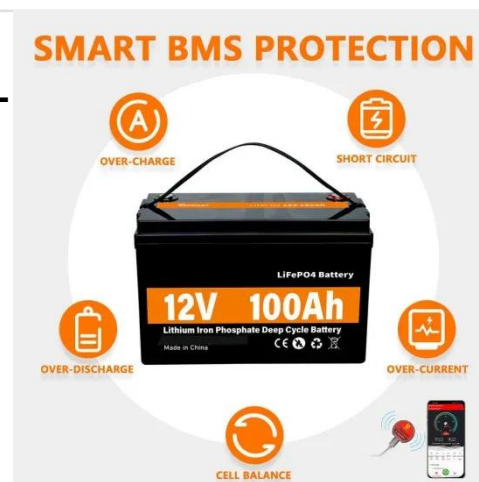 SMART BMS PROTECTION
OVER-CHARGE
SHORT CIRCUIT
LiFePO4 Battery
12V 100Ah
Lithium Iron Phosphate Deep Cycle Battery
Made in China
OVER-DISCHARGE
OVER-CURRENT
CELL BALANCE